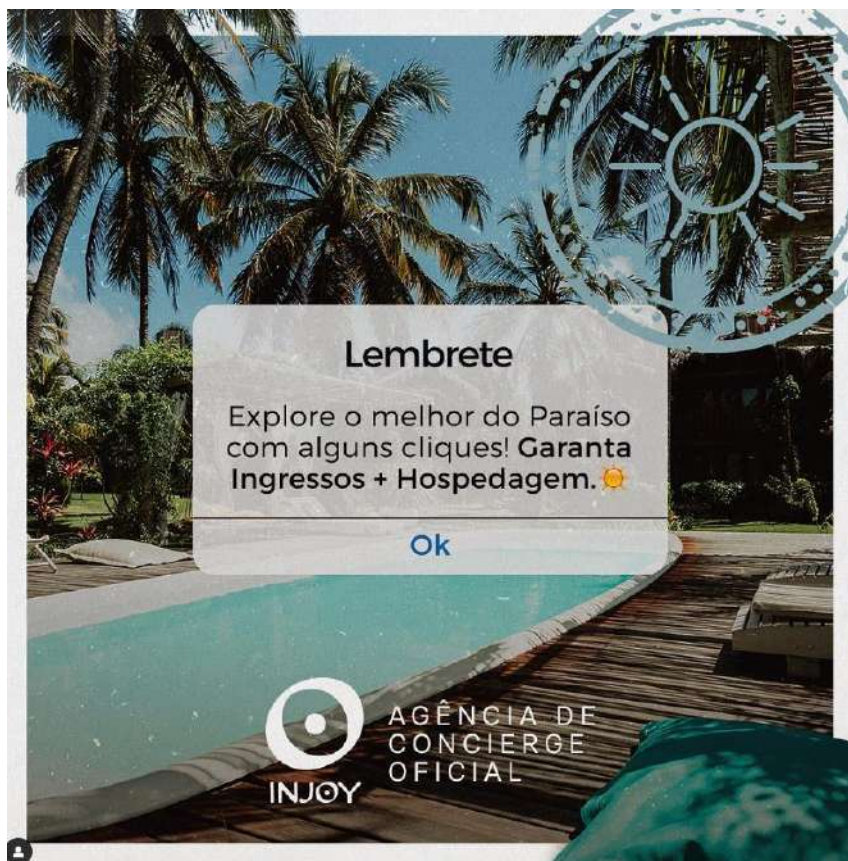 Lembrete
Explore o melhor do Paraíso
com alguns cliques! Garanta
Ingressos + Hospedagem.
Ok
AGÊNCIA DE
CONCIERGE
OFICIAL
INJOY